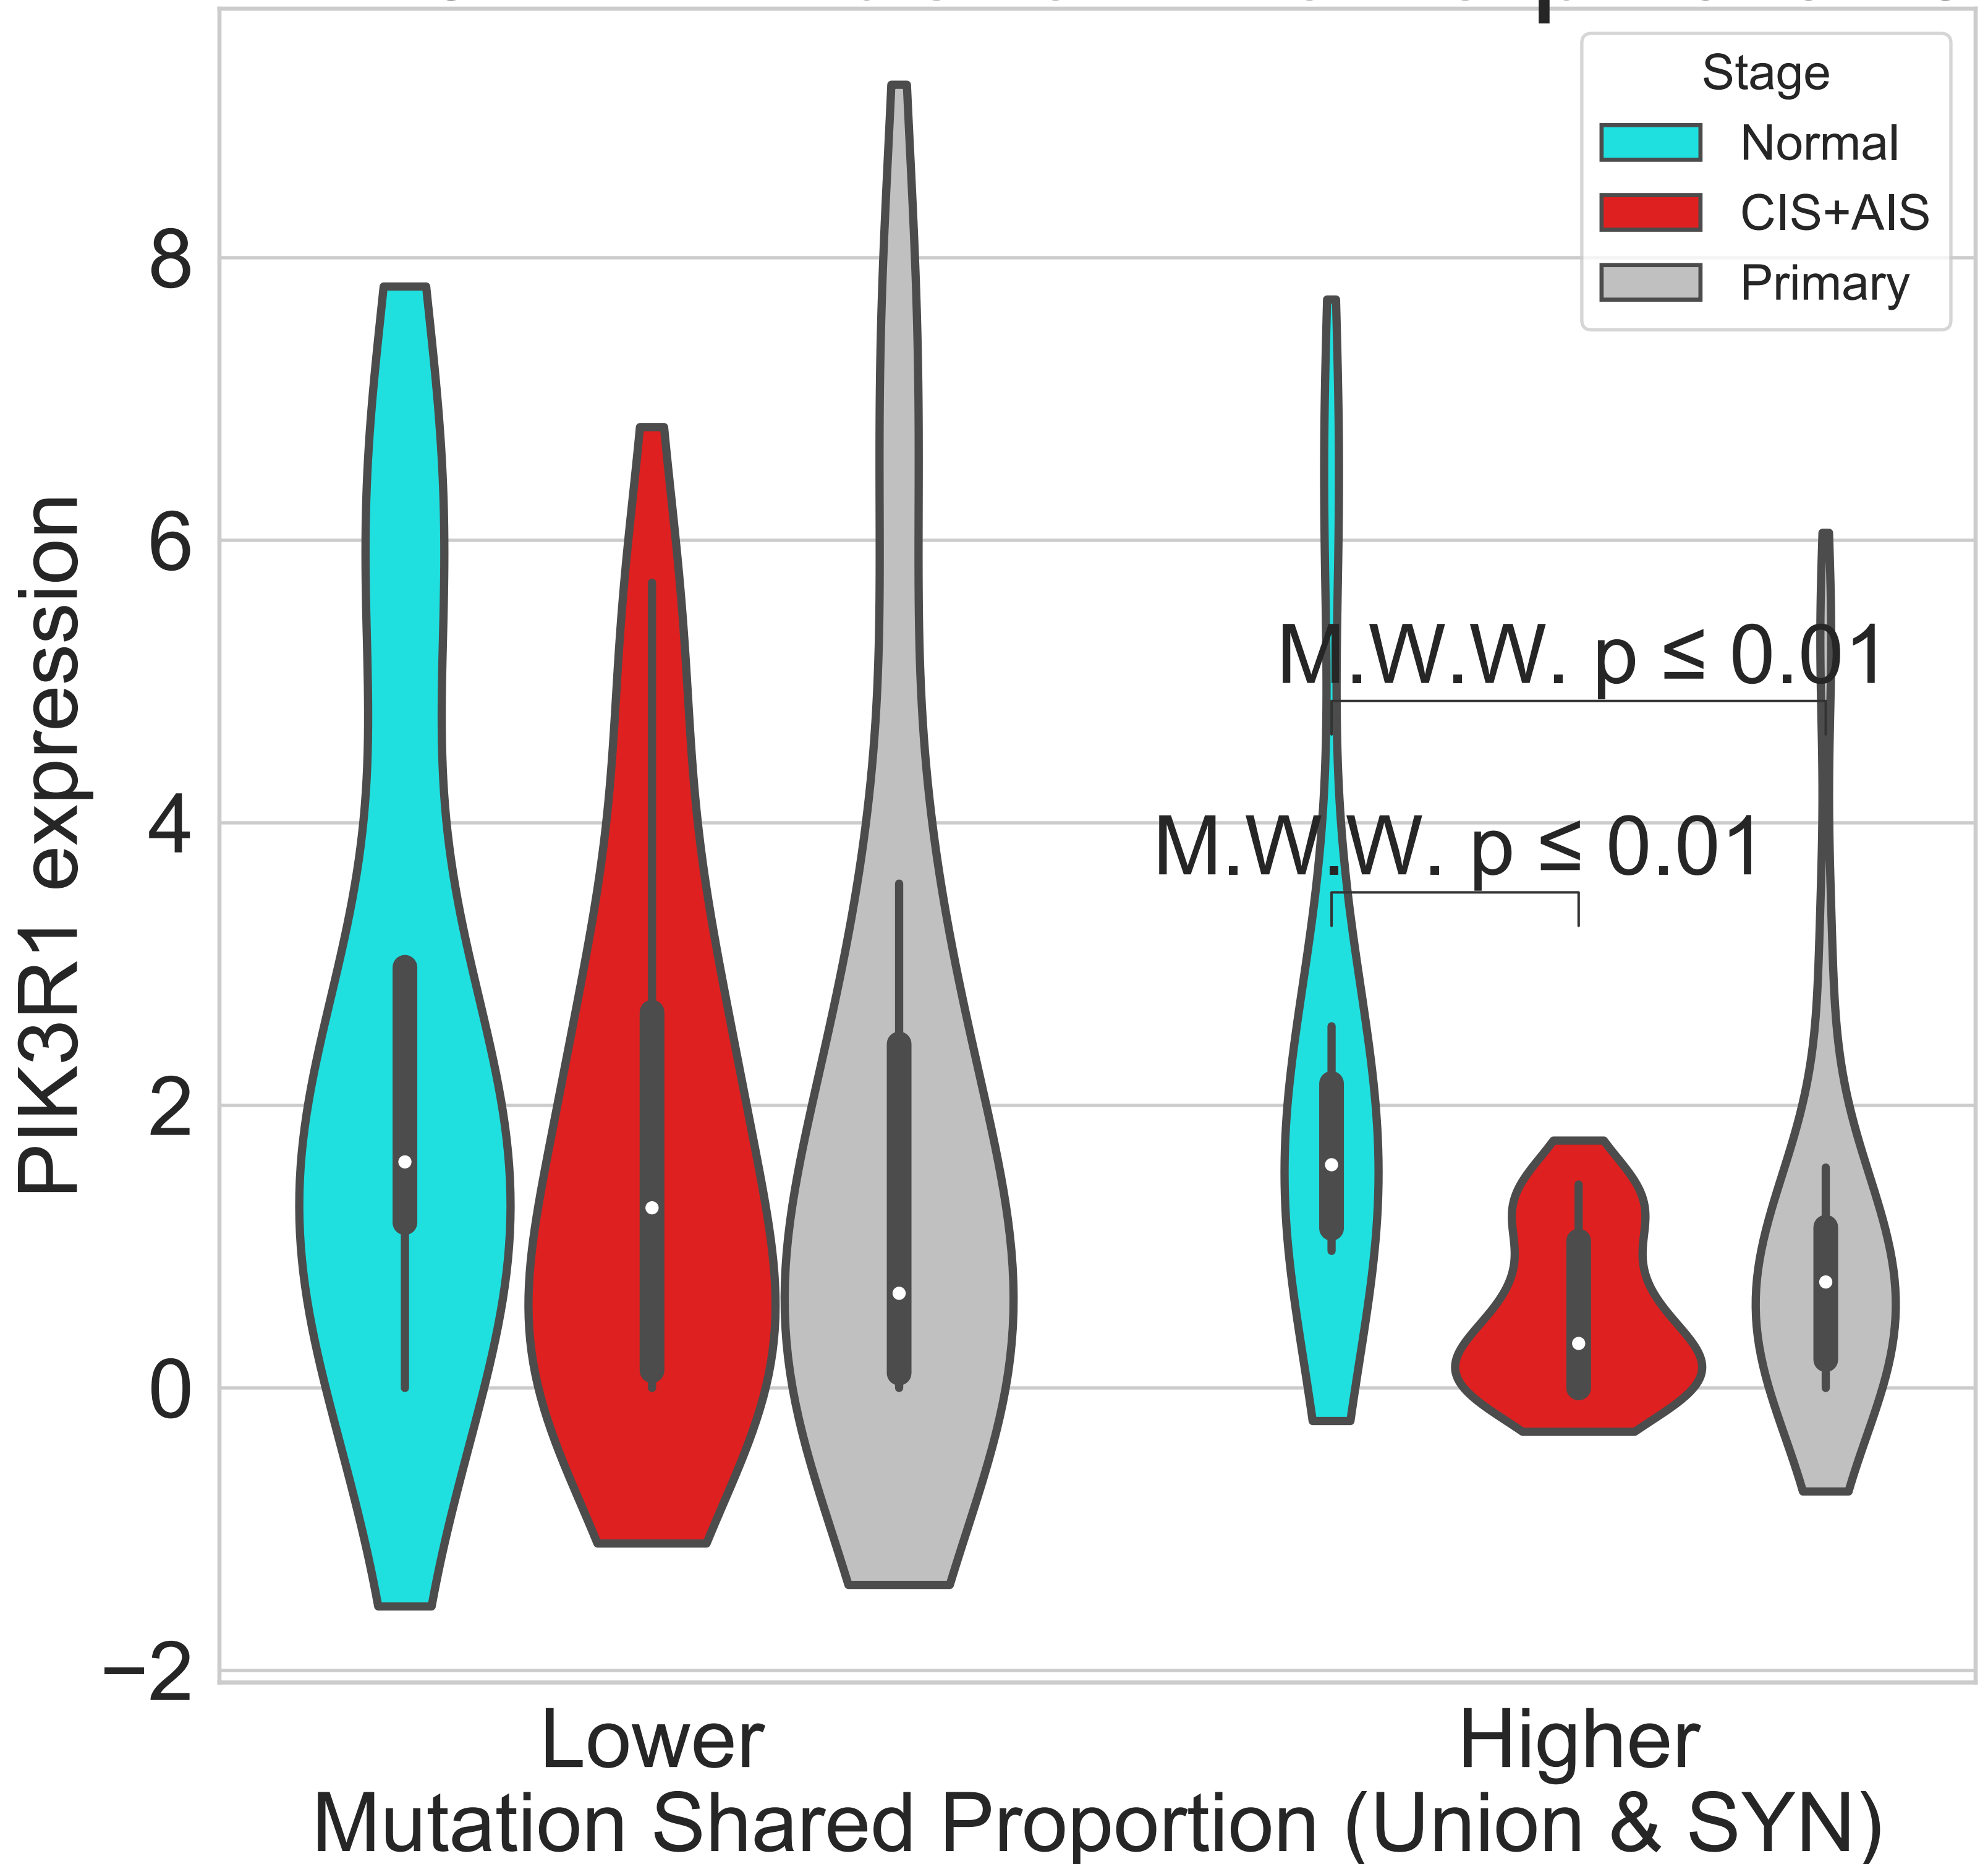 Stage
Normal
CIS+AIS
Primary
8
6
4
2
0
−2
PIK3R1 expression
M.W.W. p ≤ 0.01
M.W.W. p ≤ 0.01
Lower
Higher
Mutation Shared Proportion (Union & SYN)